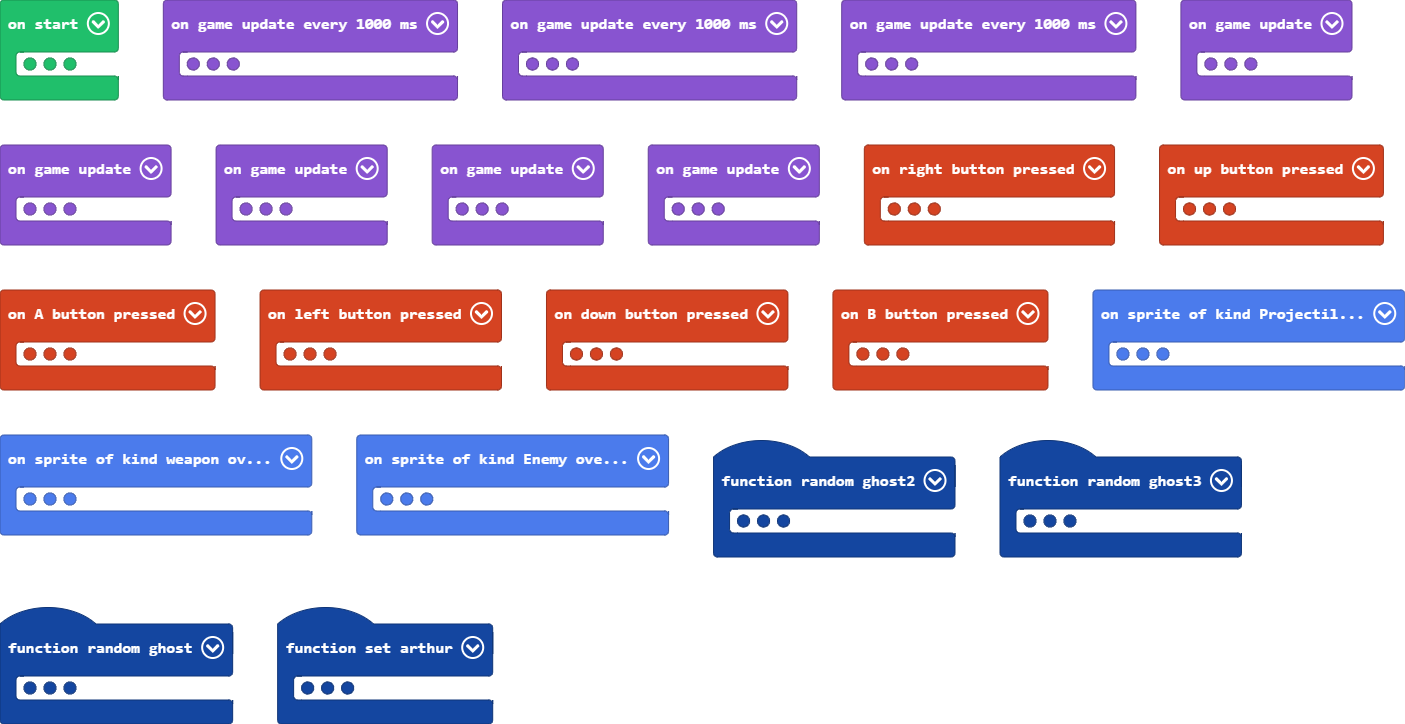 on start
on game update every 1000 ms
on game update every 1000 ms
on game update every 1000 ms
on game update
on game update
on game update
on game update
on game update
on right button pressed
on up button pressed
on A button pressed
on left button pressed
on down button pressed
on B button pressed
on sprite of kind Projectil...
on sprite of kind weapon ov...
on sprite of kind Enemy ove...
function random ghost2
function random ghost3
function random ghost
function set arthur